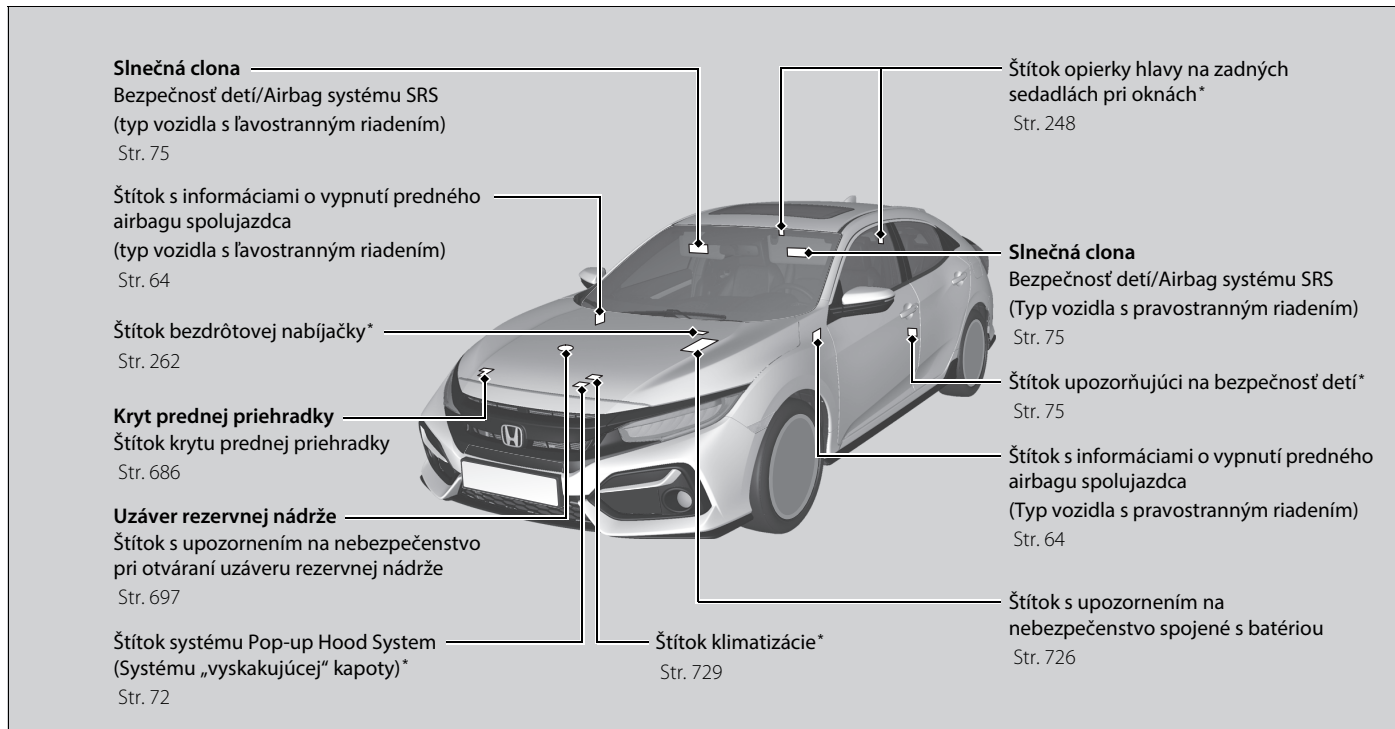 Slnečná clona
Bezpečnosť detí/Airbag systému SRS
(typ vozidla s ľavostranným riadením)
Str. 75
Štítok s informáciami o vypnutí predného
airbagu spolujazdca
(typ vozidla s ľavostranným riadením)
Str. 64
Štítok bezdrôtovej nabíjačky*
Str. 262
Kryt prednej priehradky
Štítok krytu prednej priehradky
Str. 686
Uzáver rezervnej nádrže
Štítok s upozornením na nebezpečenstvo
pri otváraní uzáveru rezervnej nádrže
Str. 697
Štítok systému Pop-up Hood System
(Systému „vyskakujúcej“ kapoty)*
Str. 72
Štítok klimatizácie*
Str. 729
Štítok opierky hlavy na zadných
sedadlách pri oknách*
Str. 248
Slnečná clona
Bezpečnosť detí/Airbag systému SRS
(Typ vozidla s pravostranným riadením)
Str. 75
Štítok upozorňujúci na bezpečnosť detí*
Str. 75
Štítok s informáciami o vypnutí predného
airbagu spolujazdca
(Typ vozidla s pravostranným riadením)
Str. 64
Štítok s upozornením na
nebezpečenstvo spojené s batériou
Str. 726